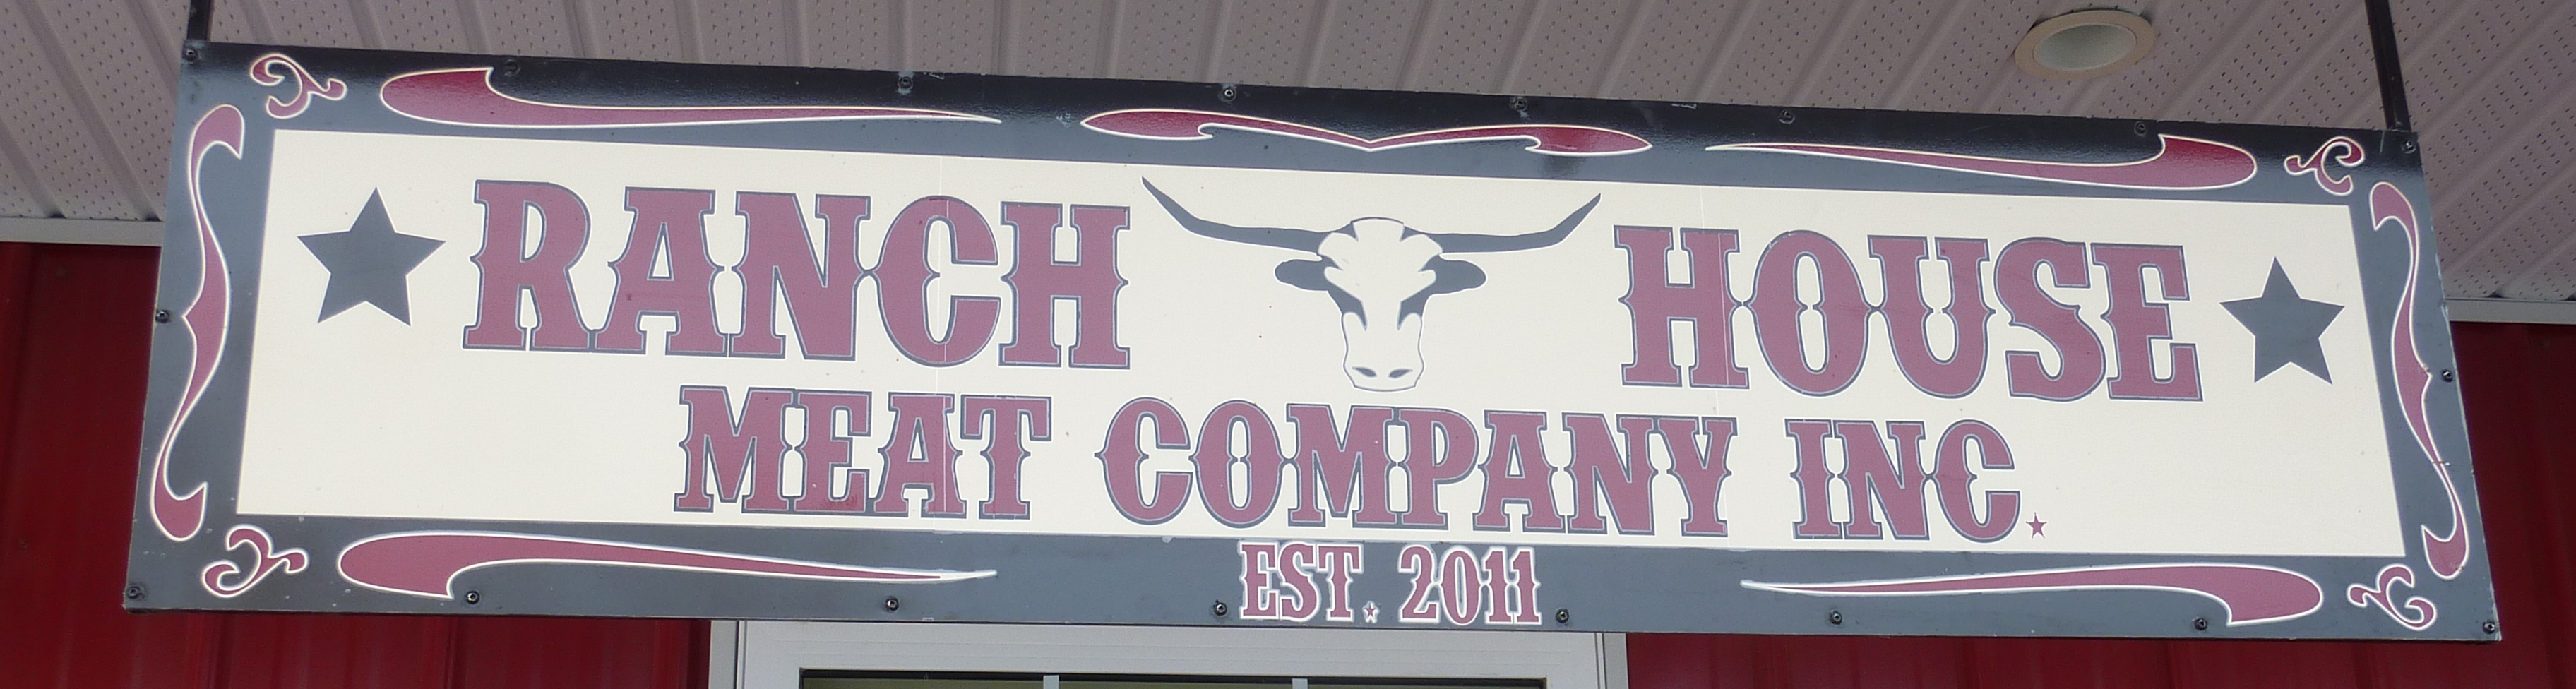 RANCH HOUSE
MEAT COMPANY INC.
EST. 2011